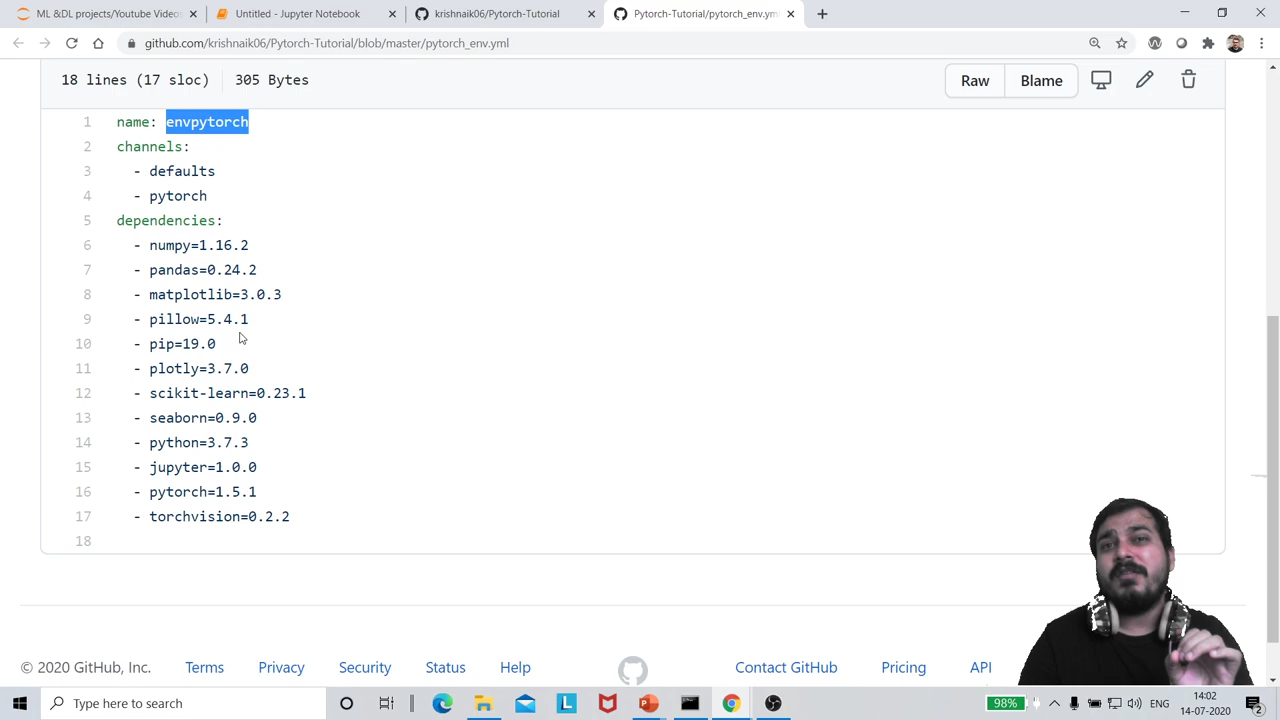 ML &DL projects/Youtube Video
Untitled - Jupyter Notebook
krishnaik06/Pytorch-Tutorial
Pytorch-Tutorial/pytorch_env.yml
github.com/krishnaik06/Pytorch-Tutorial/blob/master/pytorch_env.yml
18 lines (17 sloc) 305 Bytes
Raw Blame
1 name: envpytorch
2 channels:
3 - defaults
4 - pytorch
5 dependencies:
6 - numpy=1.16.2
7 - pandas=0.24.2
8 - matplotlib=3.0.3
9 - pillow=5.4.1
10 - pip=19.0
11 - plotly=3.7.0
12 - scikit-learn=0.23.1
13 - seaborn=0.9.0
14 - python=3.7.3
15 - jupyter=1.0.0
16 - pytorch=1.5.1
17 - torchvision=0.2.2
18
© 2020 GitHub, Inc. Terms Privacy Security Status Help Contact GitHub Pricing API
Type here to search
98%
ENG
14:02
14-07-2020
2